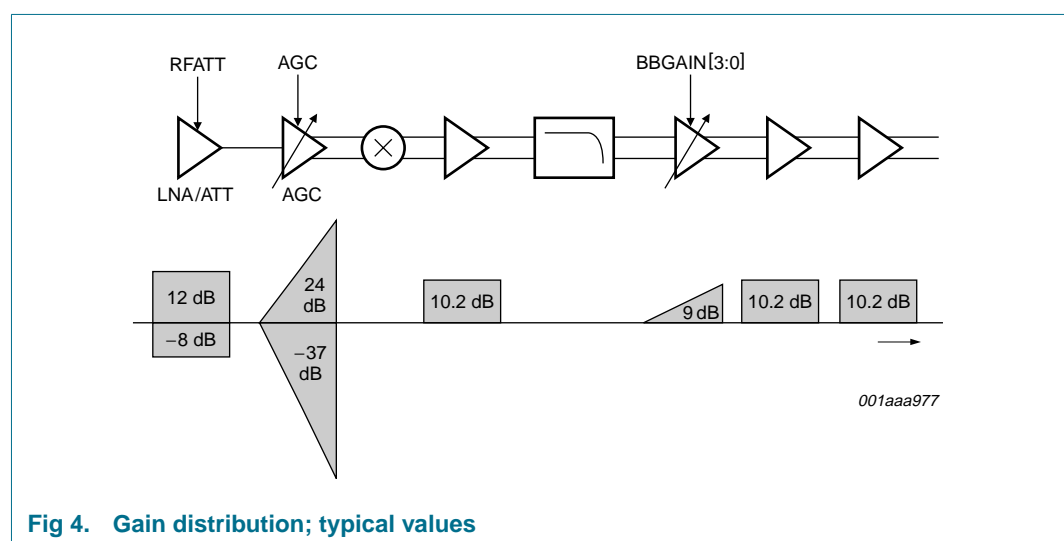 RFATT
AGC
BBGAIN[3:0]
LNA/ATT
AGC
12 dB
−8 dB
24
dB
−37
dB
10.2 dB
9 dB
10.2 dB
10.2 dB
001aaa977
Fig 4. Gain distribution; typical values